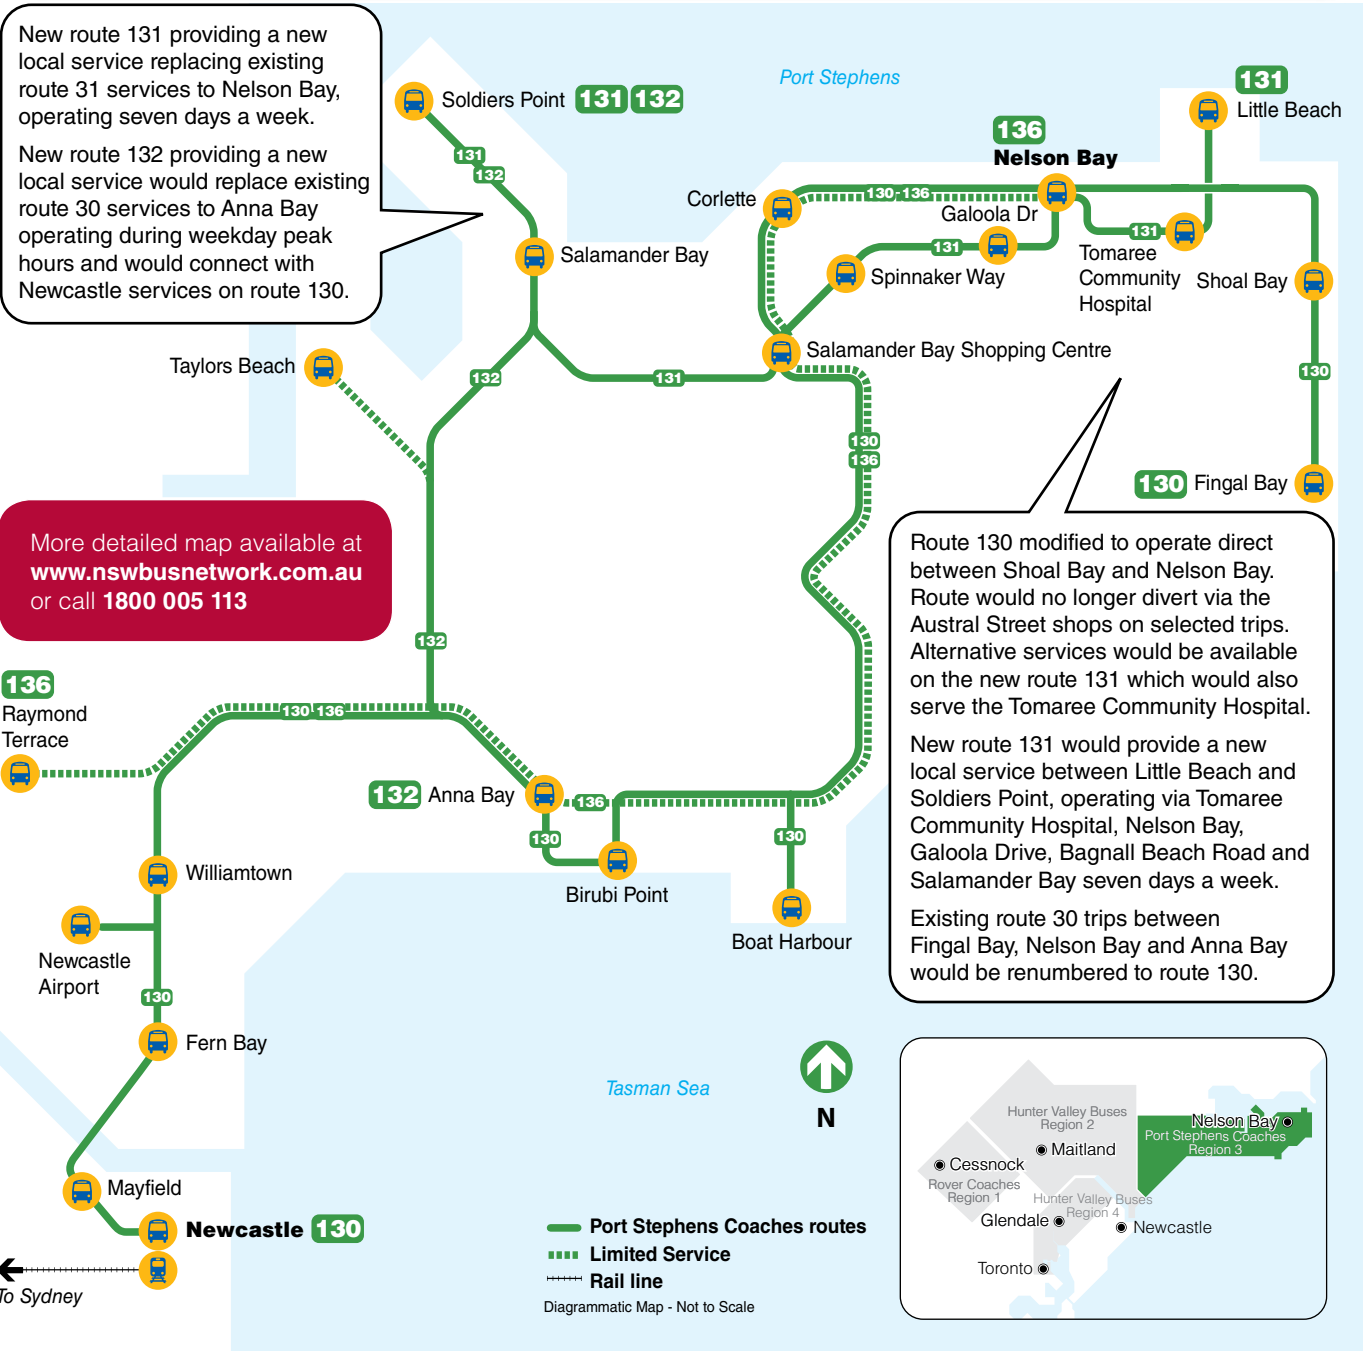 New route 131 providing a new
local service replacing existing
route 31 services to Nelson Bay,
operating seven days a week.
New route 132 providing a new
local service would replace existing
route 30 services to Anna Bay
operating during weekday peak
hours and would connect with
Newcastle services on route 130.
Port Stephens
Soldiers Point 131 132
131
132
131
Little Beach
136
Nelson Bay
Corlette
130 136
Galoola Dr
131
131
Salamander Bay
Spinnaker Way
Tomaree
Community
Hospital
Shoal Bay
Taylors Beach
Salamander Bay Shopping Centre
132
131
130
130
136
130 Fingal Bay
More detailed map available at
www.nswbusnetwork.com.au
or call 1800 005 113
132
Route 130 modified to operate direct
between Shoal Bay and Nelson Bay.
Route would no longer divert via the
Austral Street shops on selected trips.
Alternative services would be available
on the new route 131 which would also
serve the Tomaree Community Hospital.
New route 131 would provide a new
local service between Little Beach and
Soldiers Point, operating via Tomaree
Community Hospital, Nelson Bay,
Galoola Drive, Bagnall Beach Road and
Salamander Bay seven days a week.
Existing route 30 trips between
Fingal Bay, Nelson Bay and Anna Bay
would be renumbered to route 130.
136
Raymond
Terrace
130 136
132 Anna Bay
136
130
130
Birubi Point
Boat Harbour
Williamtown
Newcastle
Airport
130
Fern Bay
Tasman Sea
N
Mayfield
Newcastle 130
To Sydney
Port Stephens Coaches routes
Limited Service
Rail line
Diagrammatic Map - Not to Scale
Hunter Valley Buses
Region 2
Nelson Bay
Port Stephens Coaches
Region 3
Maitland
Cessnock
Rover Coaches
Region 1
Hunter Valley Buses
Region 4
Glendale
Newcastle
Toronto